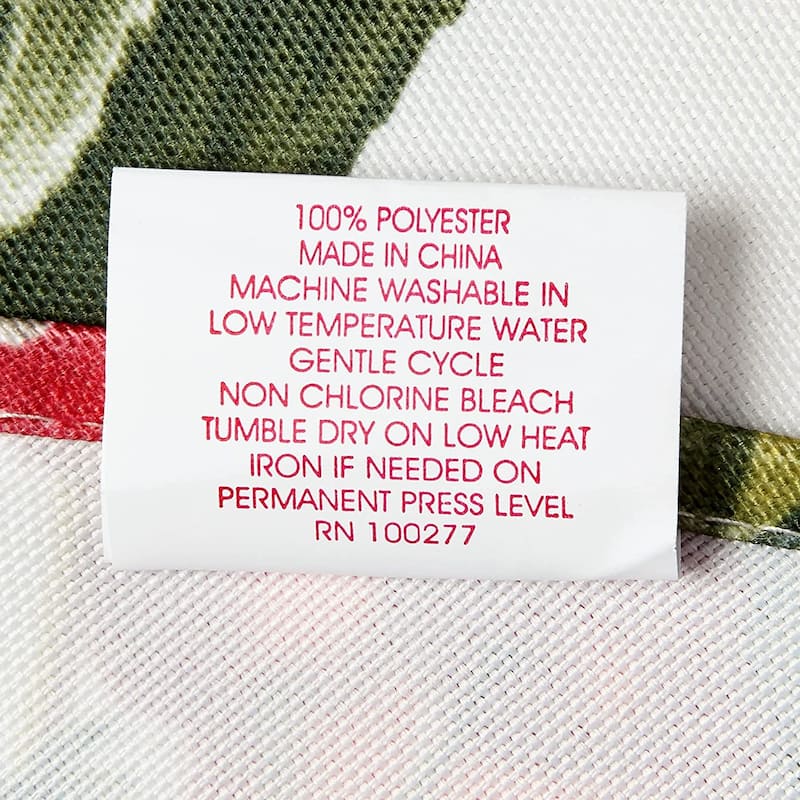 100% POLYESTER
MADE IN CHINA
MACHINE WASHABLE IN
LOW TEMPERATURE WATER
GENTLE CYCLE
NON CHLORINE BLEACH
TUMBLE DRY ON LOW HEAT
IRON IF NEEDED ON
PERMANENT PRESS LEVEL
RN 100277